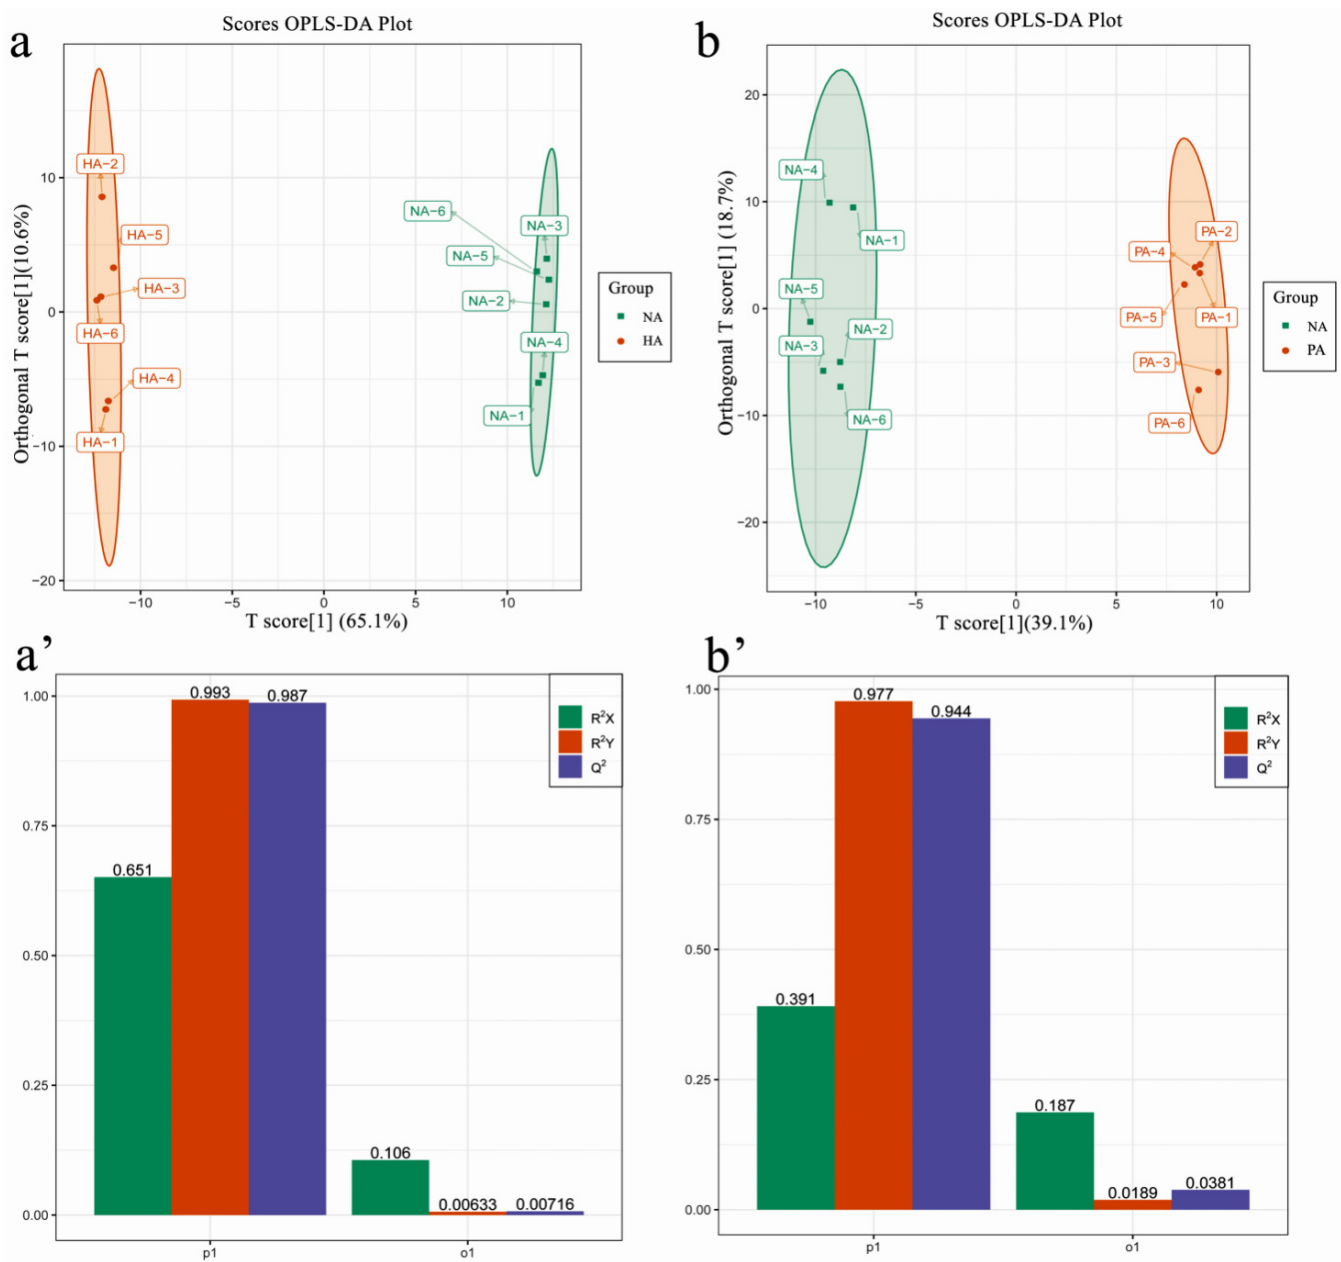 a
Scores OPLS-DA Plot
Orthogonal T score[1](10.6%)
10
0
−10
−20
HA−2
HA−5
HA−3
HA−6
HA−4
HA−1
NA−6
NA−3
NA−5
NA−2
NA−4
NA−1
Group
NA
HA
−10
−5
0
5
10
T score[1] (65.1%)
b
Scores OPLS-DA Plot
Orthogonal T score[1] (18.7%)
20
10
0
−10
−20
NA−4
NA−1
NA−5
NA−2
NA−3
NA−6
PA−2
PA−4
PA−5
PA−1
PA−3
PA−6
Group
NA
PA
−10
−5
0
5
10
T score[1](39.1%)
a’
1.00
0.75
0.50
0.25
0.00
0.651
0.993
0.987
0.106
0.00633
0.00716
R²X
R²Y
Q²
p1
o1
b’
1.00
0.75
0.50
0.25
0.00
0.391
0.977
0.944
0.187
0.0189
0.0381
R²X
R²Y
Q²
p1
o1